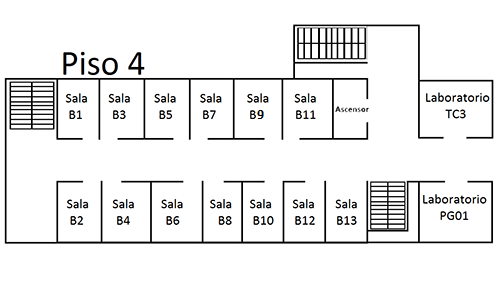 Piso 4
Sala
B1
Sala
B3
Sala
B5
Sala
B7
Sala
B9
Sala
B11
Ascensor
Laboratorio
TC3
Sala
B2
Sala
B4
Sala
B6
Sala
B8
Sala
B10
Sala
B12
Sala
B13
Laboratorio
PG01